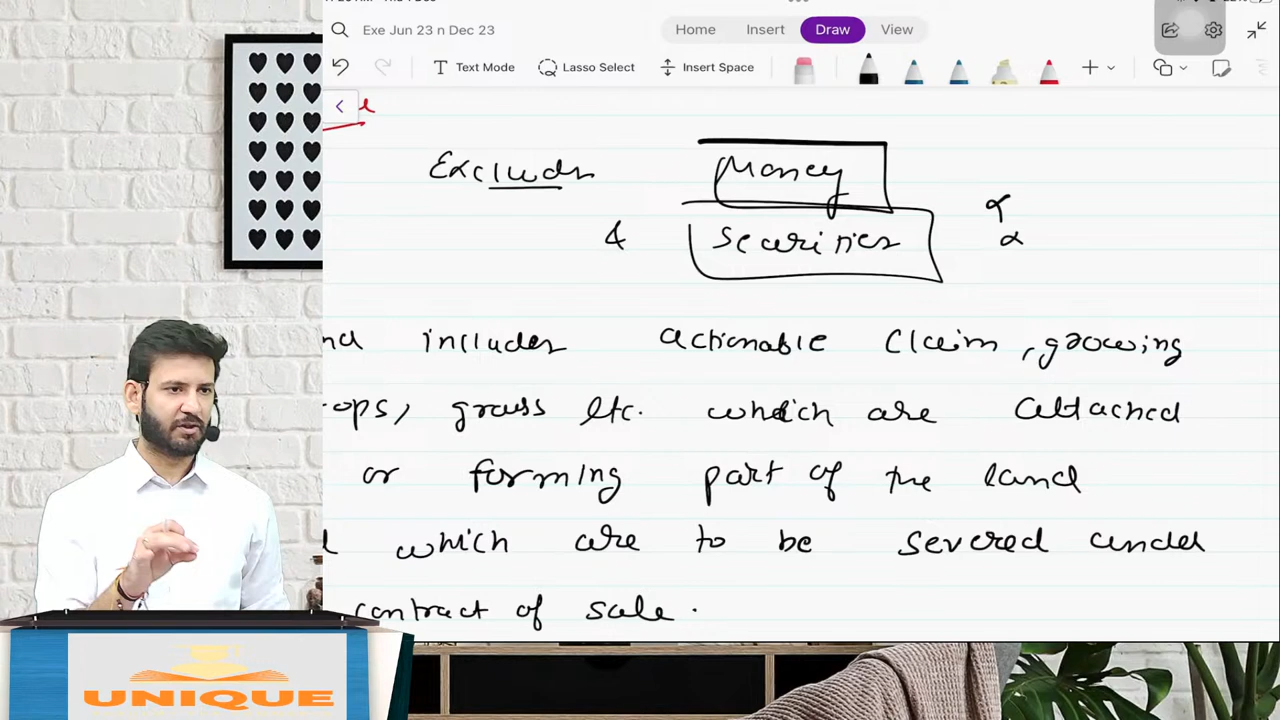 Exe Jun 23 n Dec 23
Home Insert Draw View
Text Mode Lasso Select Insert Space
Excludes Money
& Securities
nd includes actionable claim, growing
ops, grass etc. which are attached
or forming part of the land
which are to be severed under
contract of sale.
UNIQUE